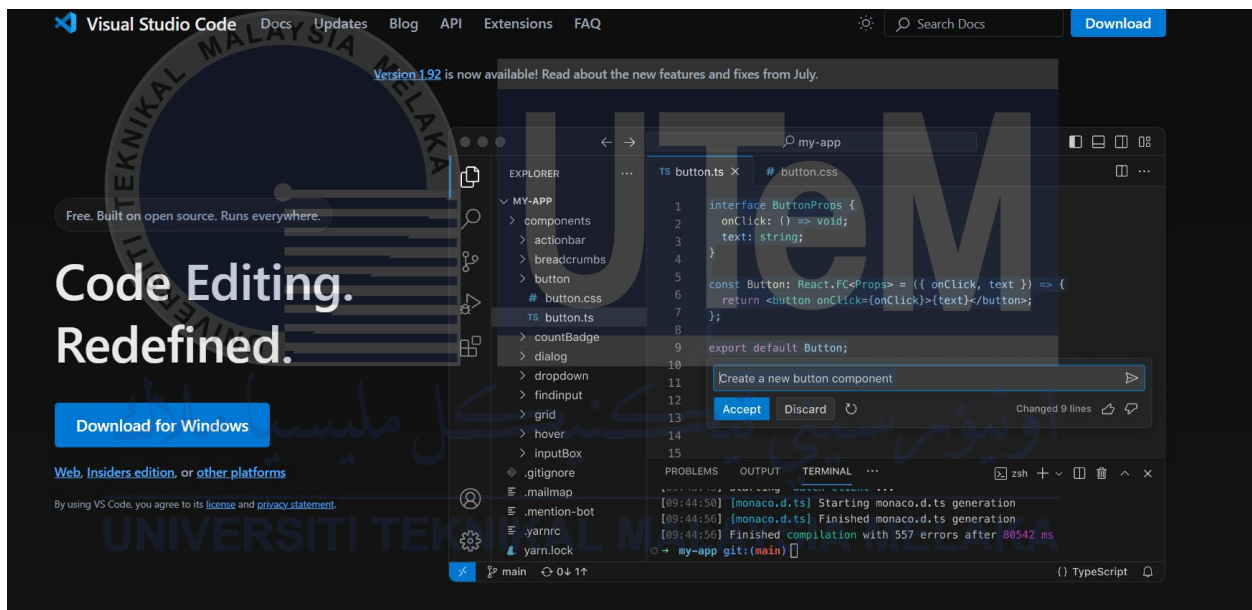 Visual Studio Code Docs Updates Blog API Extensions FAQ Search Docs Download
Version 1.92 is now available! Read about the new features and fixes from July.
UNIVERSITI TEKNIKAL MALAYSIA MELAKA
UTeM
Free. Built on open source. Runs everywhere.
Code Editing.
Redefined.
Download for Windows
Web, Insiders edition, or other platforms
By using VS Code, you agree to its license and privacy statement.
my-app
EXPLORER
MY-APP
components
actionbar
breadcrumbs
button
# button.css
TS button.ts
countBadge
dialog
dropdown
findinput
grid
hover
inputBox
.gitignore
.mailmap
.mention-bot
.yarnrc
yarn.lock
TS button.ts # button.css
1 interface ButtonProps {
2 onClick: () => void;
3 text: string;
4 }
5
6 const Button: React.FC<Props> = ({ onClick, text }) => {
7 return <button onClick={onClick}>{text}</button>;
8 };
9 export default Button;
10
11
12
13
14
15
Create a new button component
Accept Discard Changed 9 lines
PROBLEMS OUTPUT TERMINAL zsh
[09:44:50] [monaco.d.ts] Starting monaco.d.ts generation
[09:44:56] [monaco.d.ts] Finished monaco.d.ts generation
[09:44:56] Finished compilation with 557 errors after 80542 ms
my-app git:(main)
main 0↓ 1↑ {} TypeScript
اونيۏرسيتي تيكنيكل مليسيا ملاك
UNIVERSITI TEKNIKAL MALAYSIA MELAKA